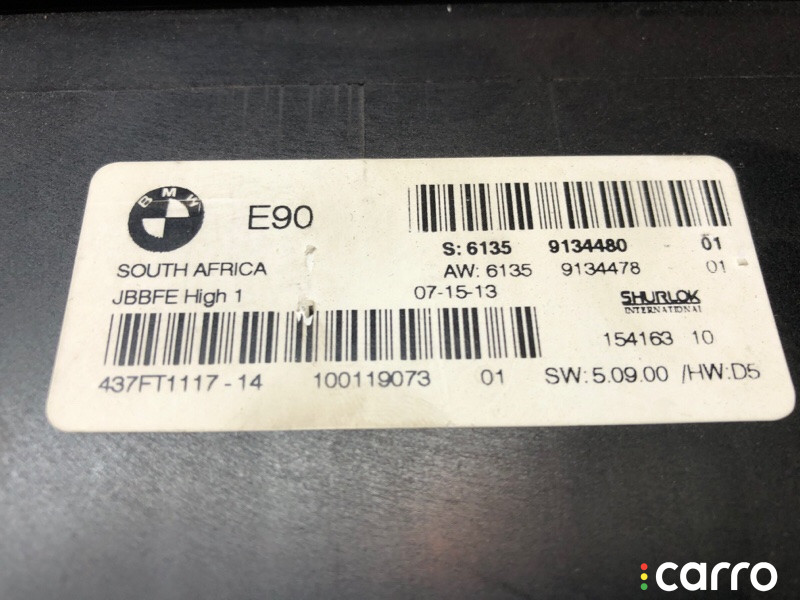 BMW
E90
S: 6135 9134480 01
SOUTH AFRICA
AW: 6135 9134478 01
JBBFE High 1
07-15-13
SHURLOK
INTERNATIONAL
154163 10
437FT1117-14 100119073 01 SW: 5.09.00 /HW:D5
carro